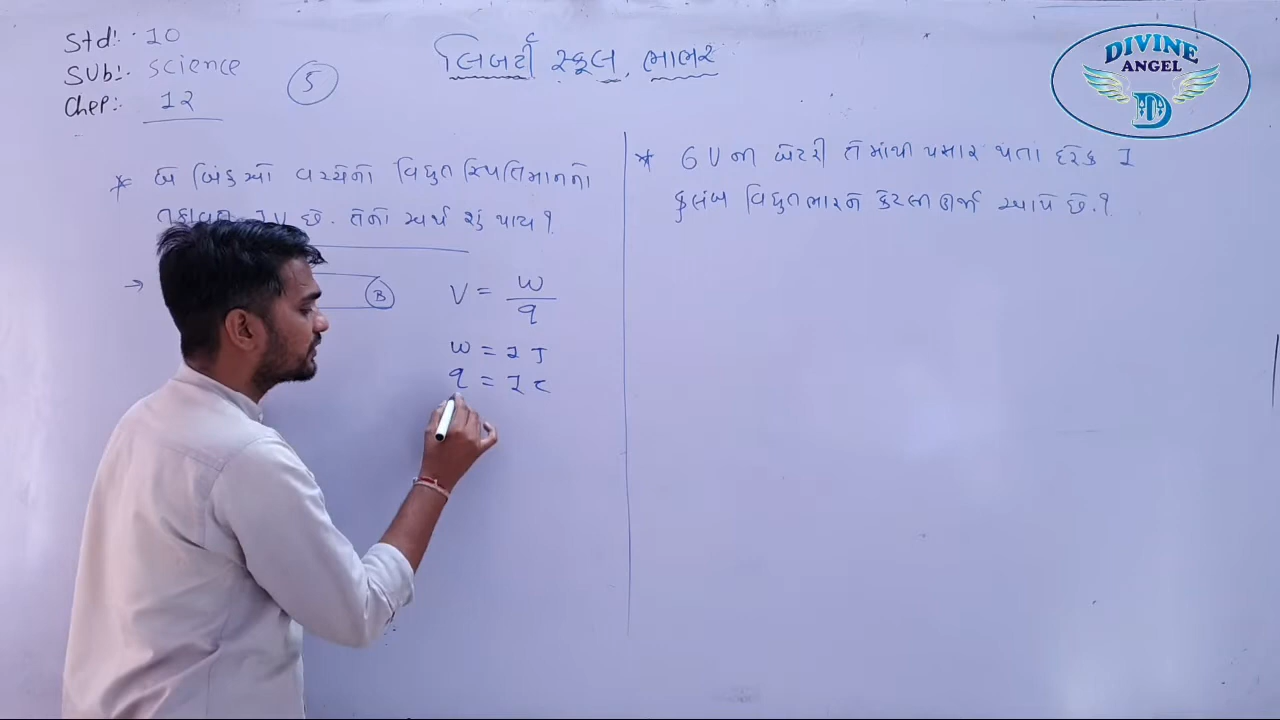 Std:- 10
Sub:- Science
Chep:- 12
5
લિબર્ટી સ્કૂલ, ભાભર
DIVINE
ANGEL
D
* બે બિંદુઓ વચ્ચેનો વિદ્યુતસ્થિતિમાનનો
તફાવત 1V છે. તેનો અર્થ શું થાય ?
→ B
V = W
q
W = 1 J
q = 1 C
* 6 V ની બેટરી તેમાંથી પસાર થતા દરેક 1
કુલંબ વિદ્યુતભારને કેટલી ઊર્જા આપે છે.?